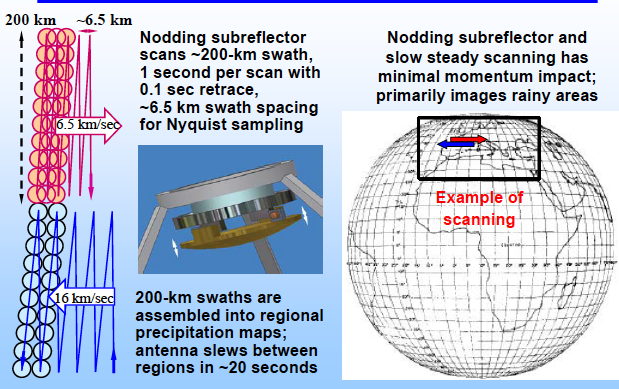 200 km ~6.5 km
Nodding subreflector
scans ~200-km swath,
1 second per scan with
0.1 sec retrace,
~6.5 km swath spacing
for Nyquist sampling
6.5 km/sec
16 km/sec
200-km swaths are
assembled into regional
precipitation maps;
antenna slews between
regions in ~20 seconds
Nodding subreflector and
slow steady scanning has
minimal momentum impact;
primarily images rainy areas
Example of
scanning